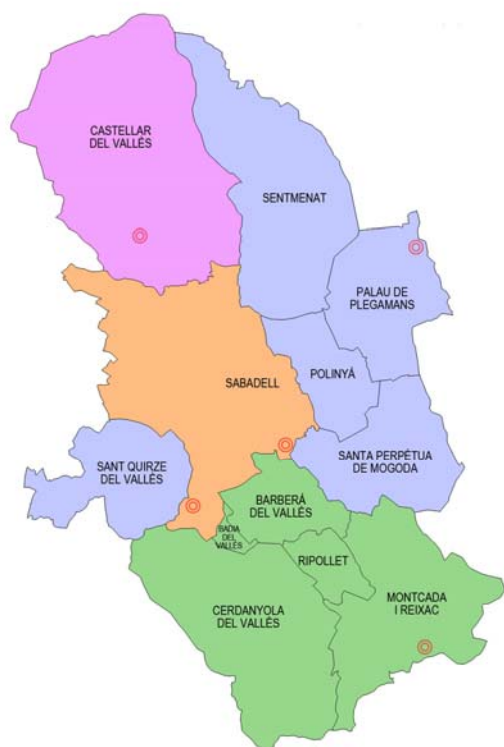 CASTELLAR
DEL VALLÉS
SENTMENAT
PALAU DE
PLEGAMANS
SABADELL
POLINYÁ
SANT QUIRZE
DEL VALLÉS
SANTA PERPÉTUA
DE MOGODA
BARBERÁ
DEL VALLÉS
BADIA
DEL
VALLÉS
RIPOLLET
CERDANYOLA
DEL VALLÉS
MONTCADA
I REIXAC